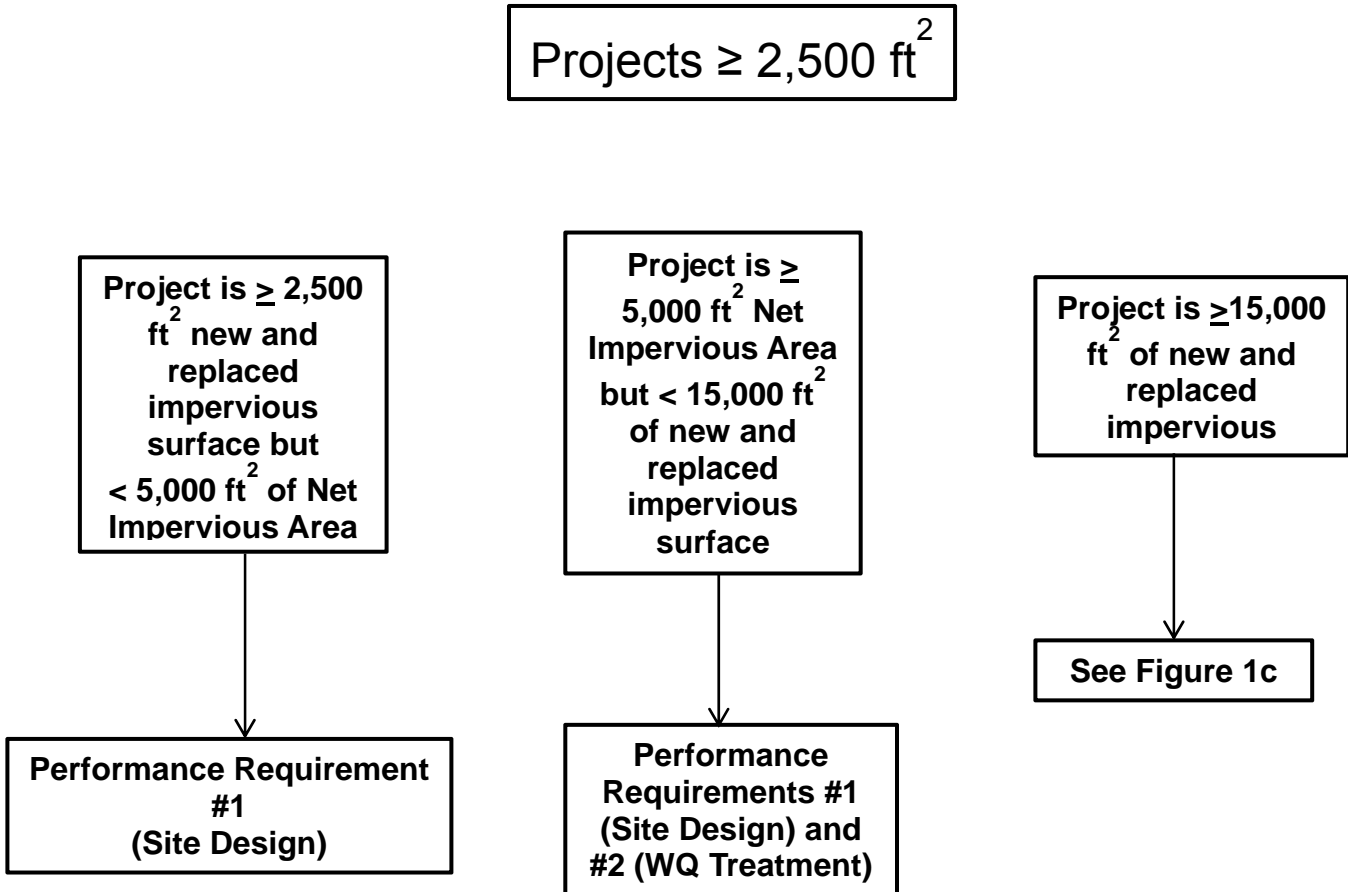 Projects ≥ 2,500 ft²
Project is ≥ 2,500
ft² new and
replaced
impervious
surface but
< 5,000 ft² of Net
Impervious Area
Project is ≥
5,000 ft² Net
Impervious Area
but < 15,000 ft²
of new and
replaced
impervious
surface
Project is ≥15,000
ft² of new and
replaced
impervious
Performance Requirement
#1
(Site Design)
Performance
Requirements #1
(Site Design) and
#2 (WQ Treatment)
See Figure 1c